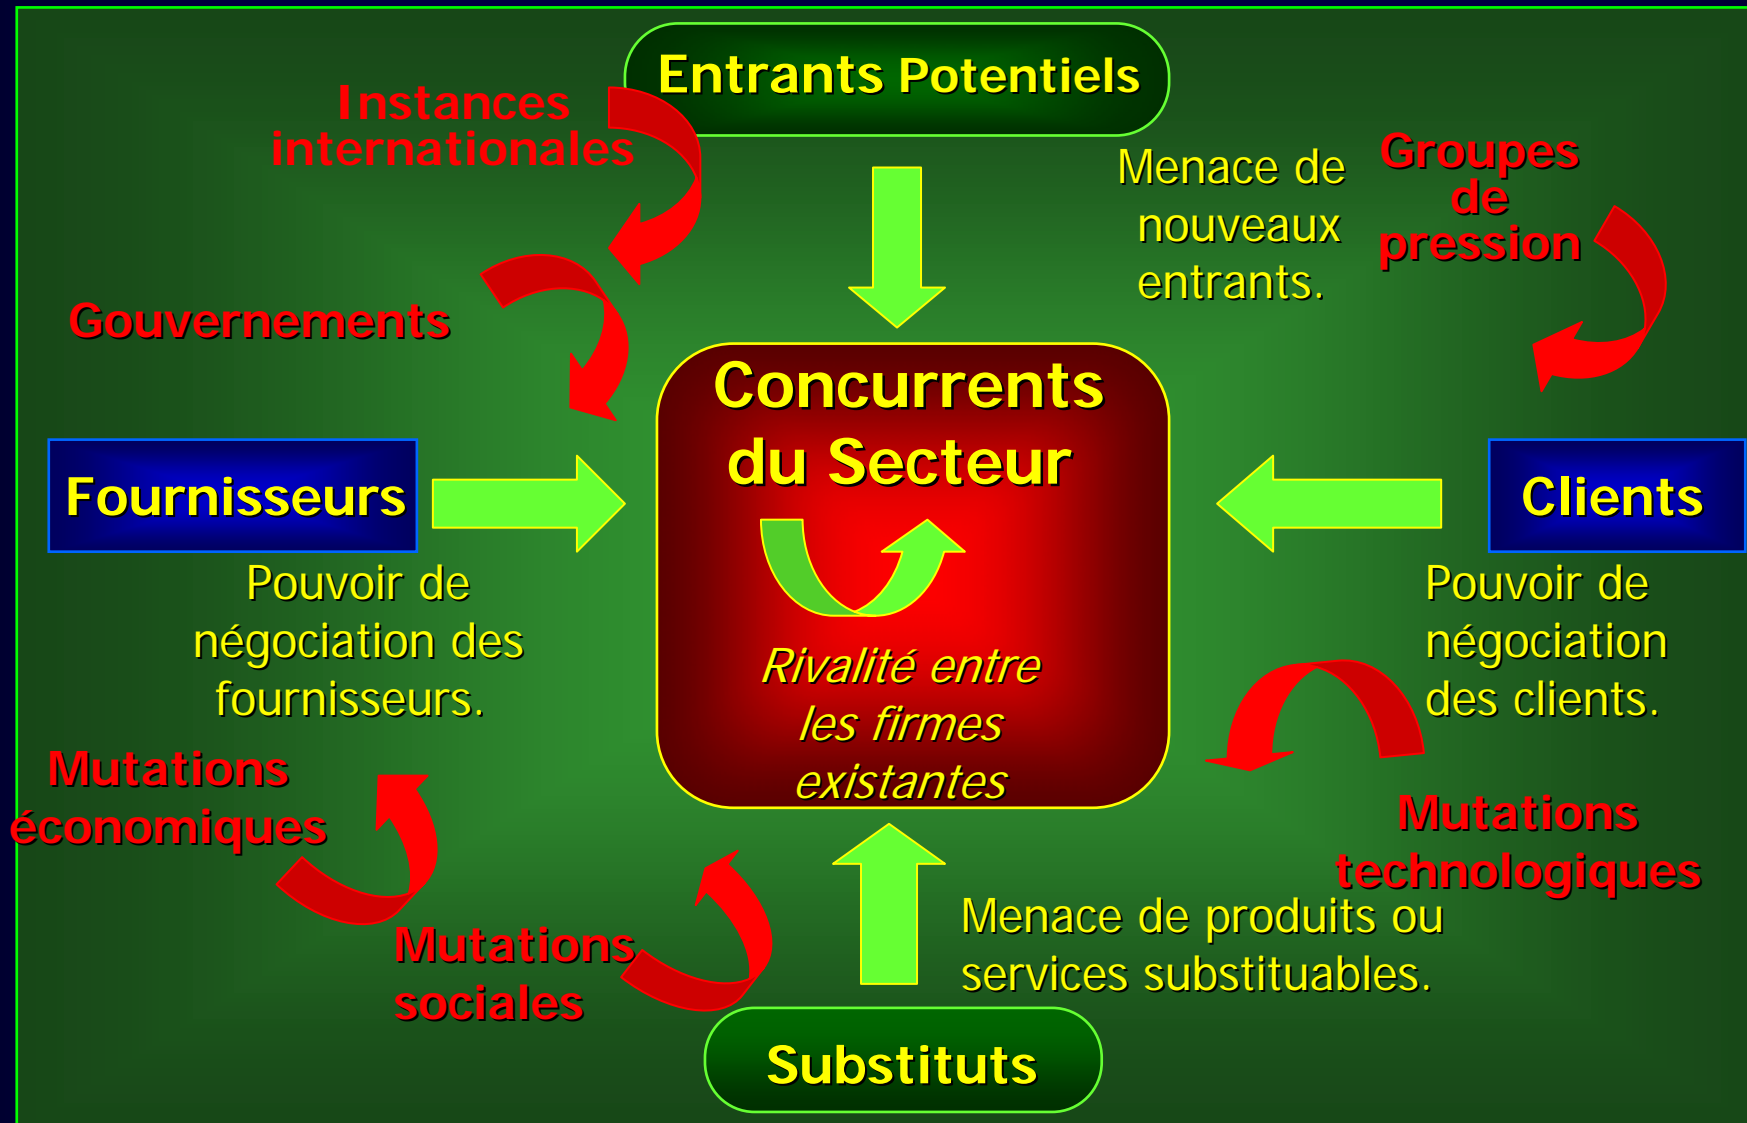 Entrants Potentiels
Instances
internationales
Menace de
nouveaux
entrants.
Groupes
de
pression
Gouvernements
Concurrents
du Secteur
Fournisseurs
Clients
Pouvoir de
négociation des
fournisseurs.
Rivalité entre
les firmes
existantes
Pouvoir de
négociation
des clients.
Mutations
économiques
Mutations
technologiques
Mutations
sociales
Menace de produits ou
services substituables.
Substituts